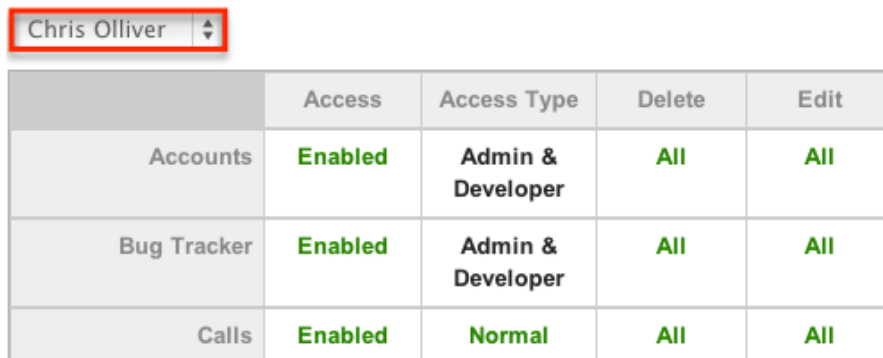 Chris Olliver
Access Access Type Delete Edit
Accounts Enabled Admin & Developer All All
Bug Tracker Enabled Admin & Developer All All
Calls Enabled Normal All All